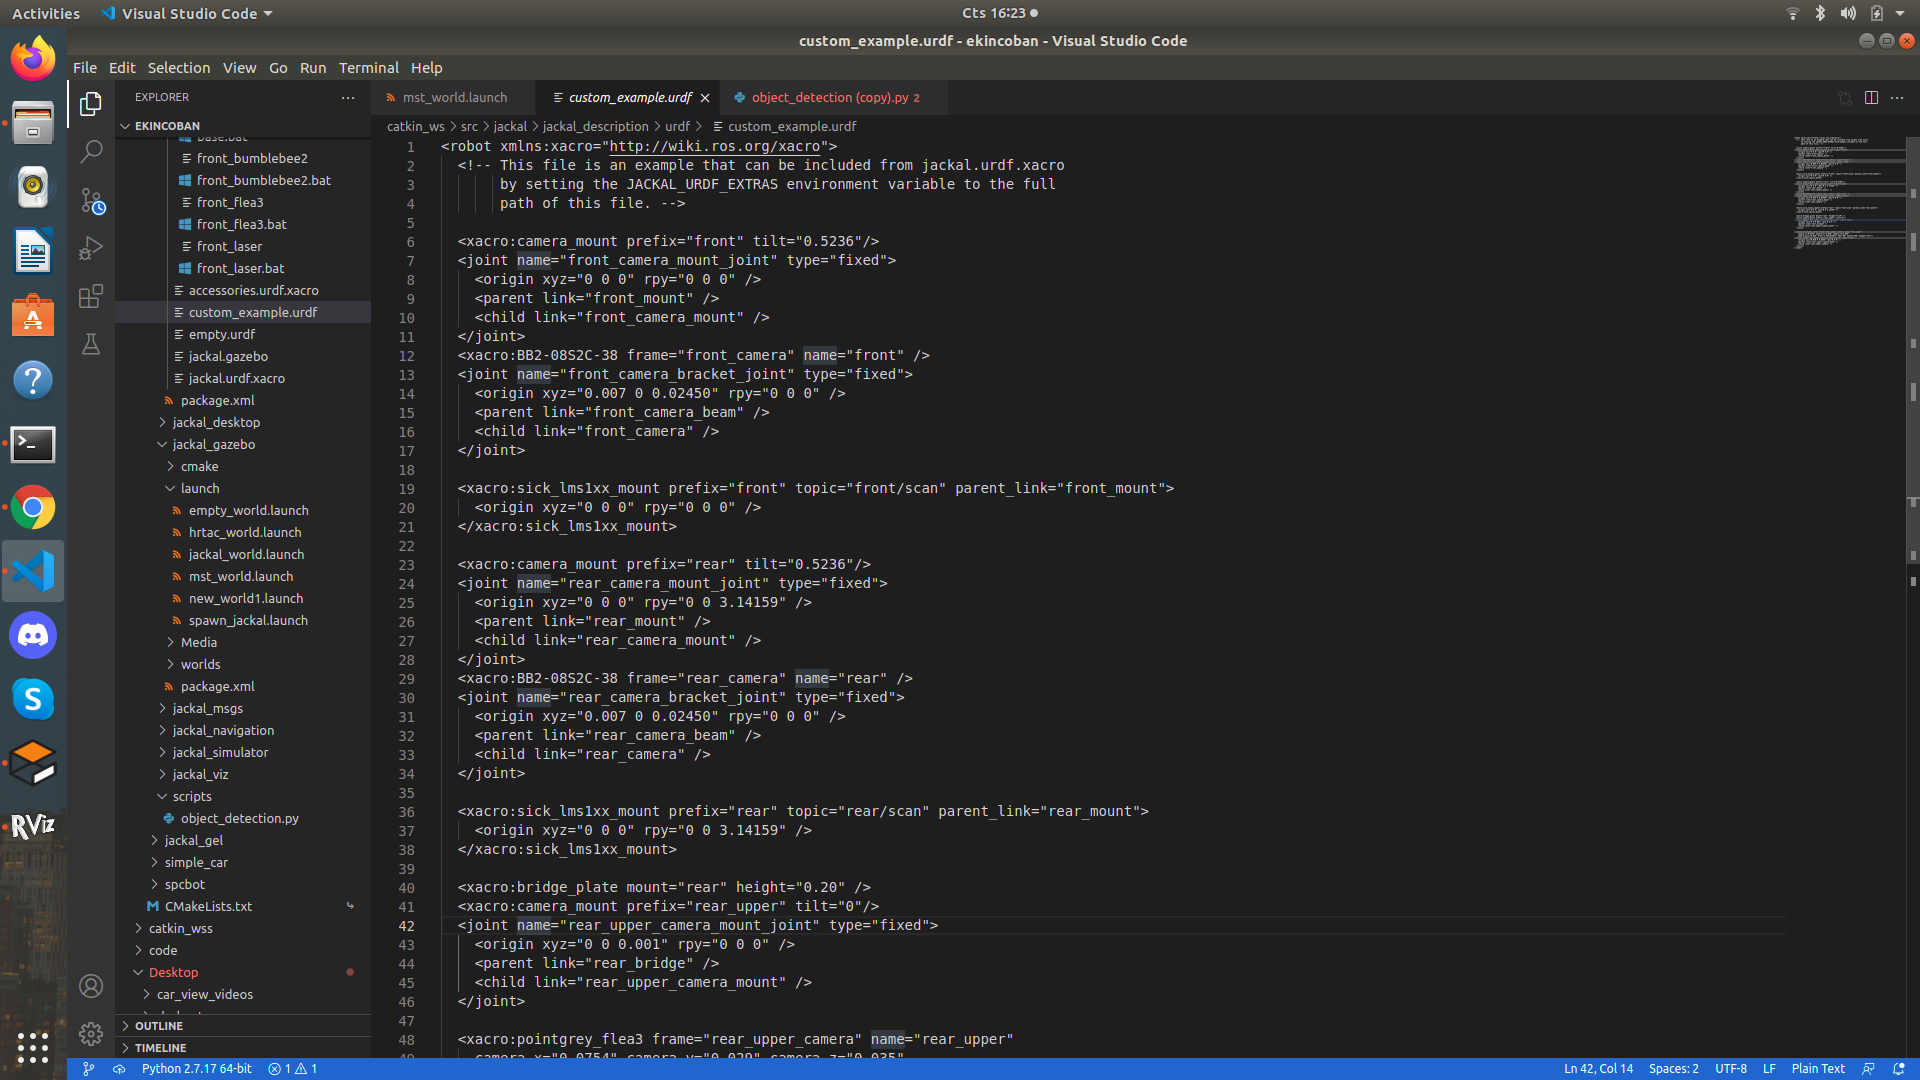 Activities
Visual Studio Code
Cts 16:23
custom_example.urdf - ekincoban - Visual Studio Code
File Edit Selection View Go Run Terminal Help
EXPLORER
EKINCOBAN
base.bat
front_bumblebee2
front_bumblebee2.bat
front_flea3
front_flea3.bat
front_laser
front_laser.bat
accessories.urdf.xacro
custom_example.urdf
empty.urdf
jackal.gazebo
jackal.urdf.xacro
package.xml
jackal_desktop
jackal_gazebo
cmake
launch
empty_world.launch
hrtac_world.launch
jackal_world.launch
mst_world.launch
new_world1.launch
spawn_jackal.launch
Media
worlds
package.xml
jackal_msgs
jackal_navigation
jackal_simulator
jackal_viz
scripts
object_detection.py
jackal_gel
simple_car
spcbot
M CMakeLists.txt
catkin_wss
code
Desktop
car_view_videos
OUTLINE
TIMELINE
RViz
mst_world.launch
custom_example.urdf
object_detection (copy).py 2
catkin_ws > src > jackal > jackal_description > urdf > custom_example.urdf
1 <robot xmlns:xacro="http://wiki.ros.org/xacro">
2 <!-- This file is an example that can be included from jackal.urdf.xacro
3 by setting the JACKAL_URDF_EXTRAS environment variable to the full
4 path of this file. -->
5
6 <xacro:camera_mount prefix="front" tilt="0.5236"/>
7 <joint name="front_camera_mount_joint" type="fixed">
8 <origin xyz="0 0 0" rpy="0 0 0" />
9 <parent link="front_mount" />
10 <child link="front_camera_mount" />
11 </joint>
12 <xacro:BB2-08S2C-38 frame="front_camera" name="front" />
13 <joint name="front_camera_bracket_joint" type="fixed">
14 <origin xyz="0.007 0 0.02450" rpy="0 0 0" />
15 <parent link="front_camera_beam" />
16 <child link="front_camera" />
17 </joint>
18
19 <xacro:sick_lms1xx_mount prefix="front" topic="front/scan" parent_link="front_mount">
20 <origin xyz="0 0 0" rpy="0 0 0" />
21 </xacro:sick_lms1xx_mount>
22
23 <xacro:camera_mount prefix="rear" tilt="0.5236"/>
24 <joint name="rear_camera_mount_joint" type="fixed">
25 <origin xyz="0 0 0" rpy="0 0 3.14159" />
26 <parent link="rear_mount" />
27 <child link="rear_camera_mount" />
28 </joint>
29 <xacro:BB2-08S2C-38 frame="rear_camera" name="rear" />
30 <joint name="rear_camera_bracket_joint" type="fixed">
31 <origin xyz="0.007 0 0.02450" rpy="0 0 0" />
32 <parent link="rear_camera_beam" />
33 <child link="rear_camera" />
34 </joint>
35
36 <xacro:sick_lms1xx_mount prefix="rear" topic="rear/scan" parent_link="rear_mount">
37 <origin xyz="0 0 0" rpy="0 0 3.14159" />
38 </xacro:sick_lms1xx_mount>
39
40 <xacro:bridge_plate mount="rear" height="0.20" />
41 <xacro:camera_mount prefix="rear_upper" tilt="0"/>
42 <joint name="rear_upper_camera_mount_joint" type="fixed">
43 <origin xyz="0 0 0.001" rpy="0 0 0" />
44 <parent link="rear_bridge" />
45 <child link="rear_upper_camera_mount" />
46 </joint>
47
48 <xacro:pointgrey_flea3 frame="rear_upper_camera" name="rear_upper"
49 camera_x="0.0754" camera_y="0.029" camera_z="0.035"
Python 2.7.17 64-bit
1
1
Ln 42, Col 14
Spaces: 2
UTF-8
LF
Plain Text